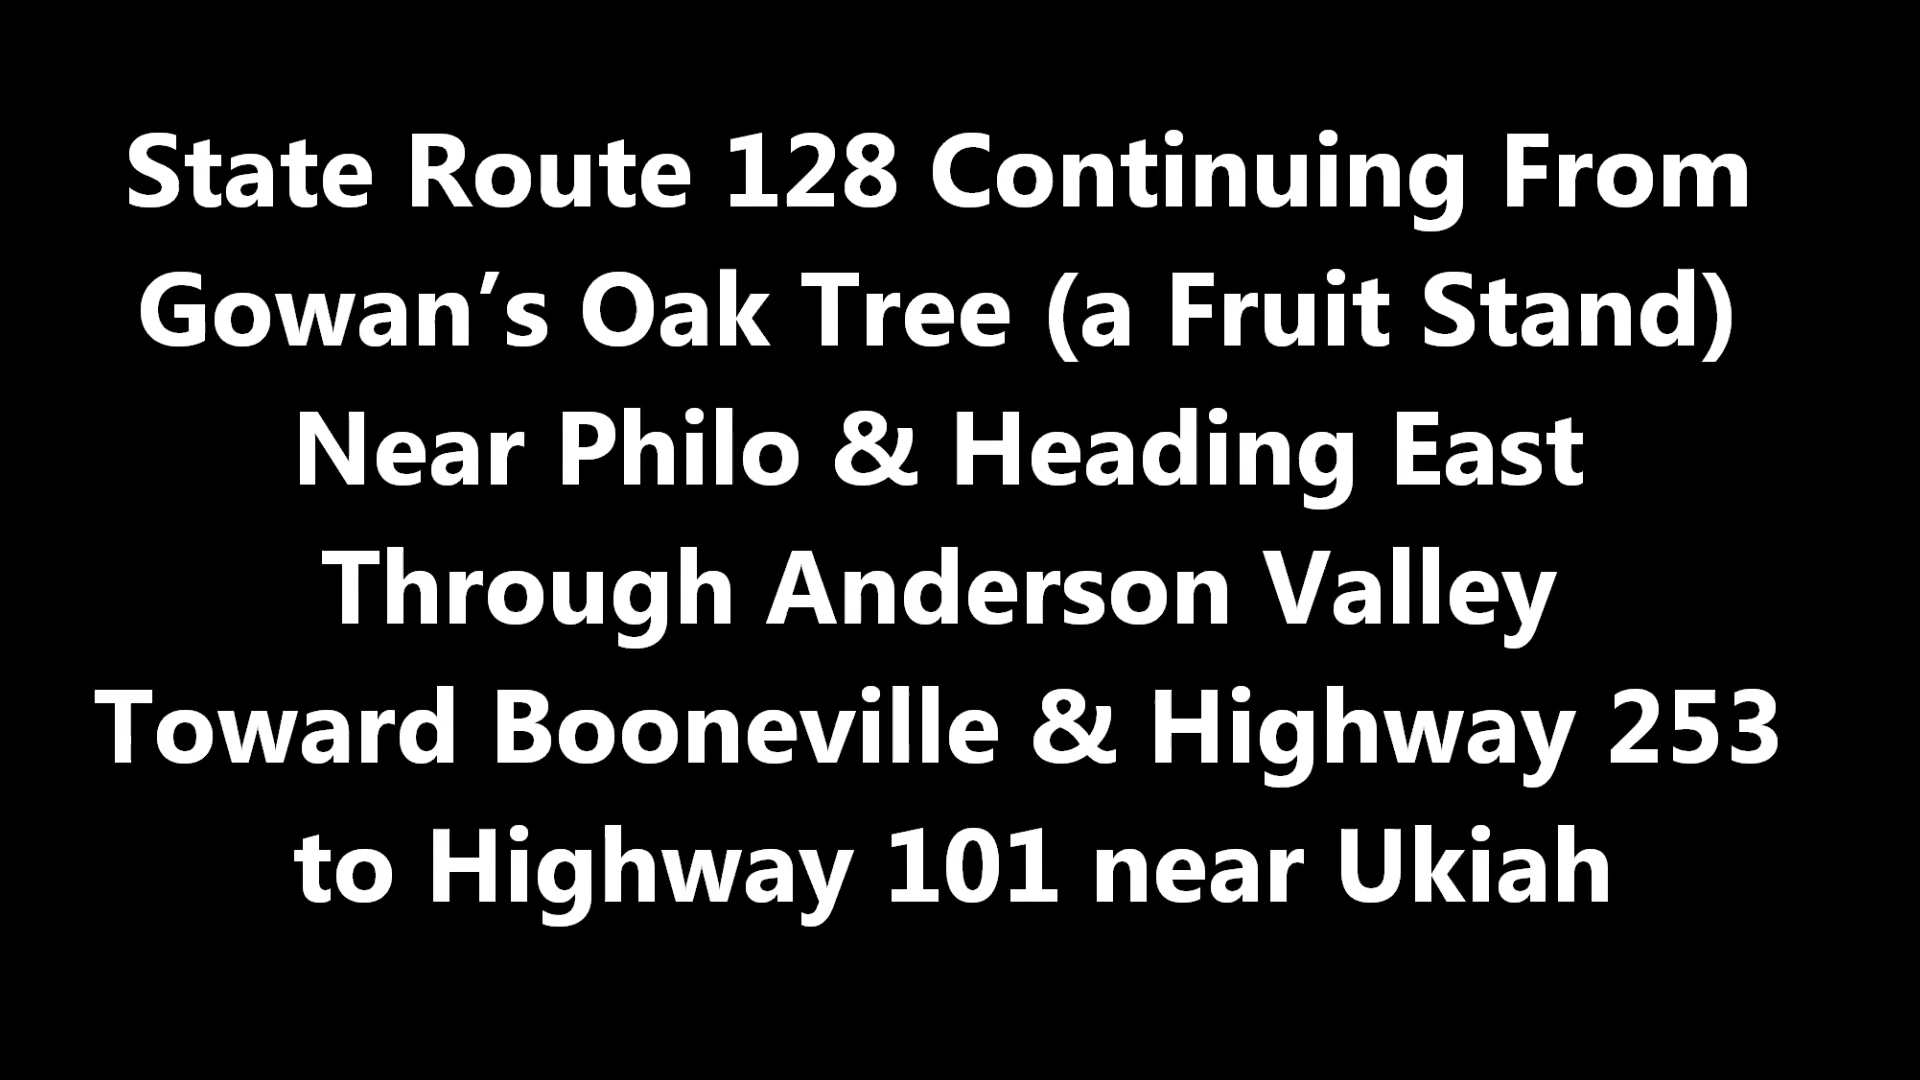 State Route 128 Continuing From
Gowan’s Oak Tree (a Fruit Stand)
Near Philo & Heading East
Through Anderson Valley
Toward Booneville & Highway 253
to Highway 101 near Ukiah